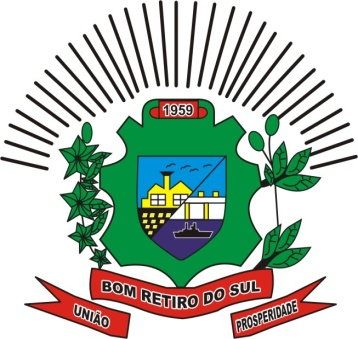 1959
BOM RETIRO DO SUL
UNIÃO
PROSPERIDADE